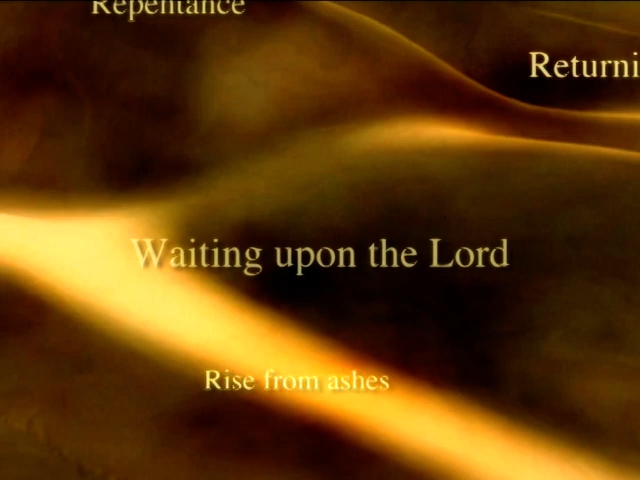 Repentance
Returni
Waiting upon the Lord
Rise from ashes